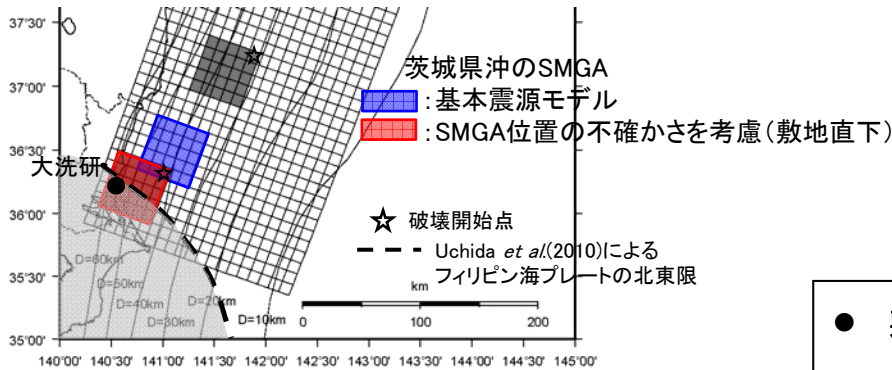 37°30'
37°00'
36°30'
36°00'
35°30'
35°00'
140°00' 140°30' 141°00' 141°30' 142°00' 142°30' 143°00' 143°30' 144°00' 144°30' 145°00'
茨城県沖のSMGA
：基本震源モデル
：SMGA位置の不確かさを考慮（敷地直下）
大洗研
破壊開始点
Uchida et al.(2010)による
フィリピン海プレートの北東限
km
0 100 200
D=60km
D=50km
D=40km
D=30km
D=20km
D=10km
●